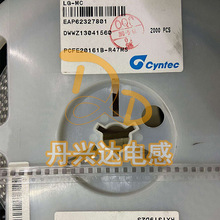 LG-MC
EAP62327801
DWWZ13041560
2000 PCS
PCFE20161B-R47MS
Cyntec
丹兴达电感